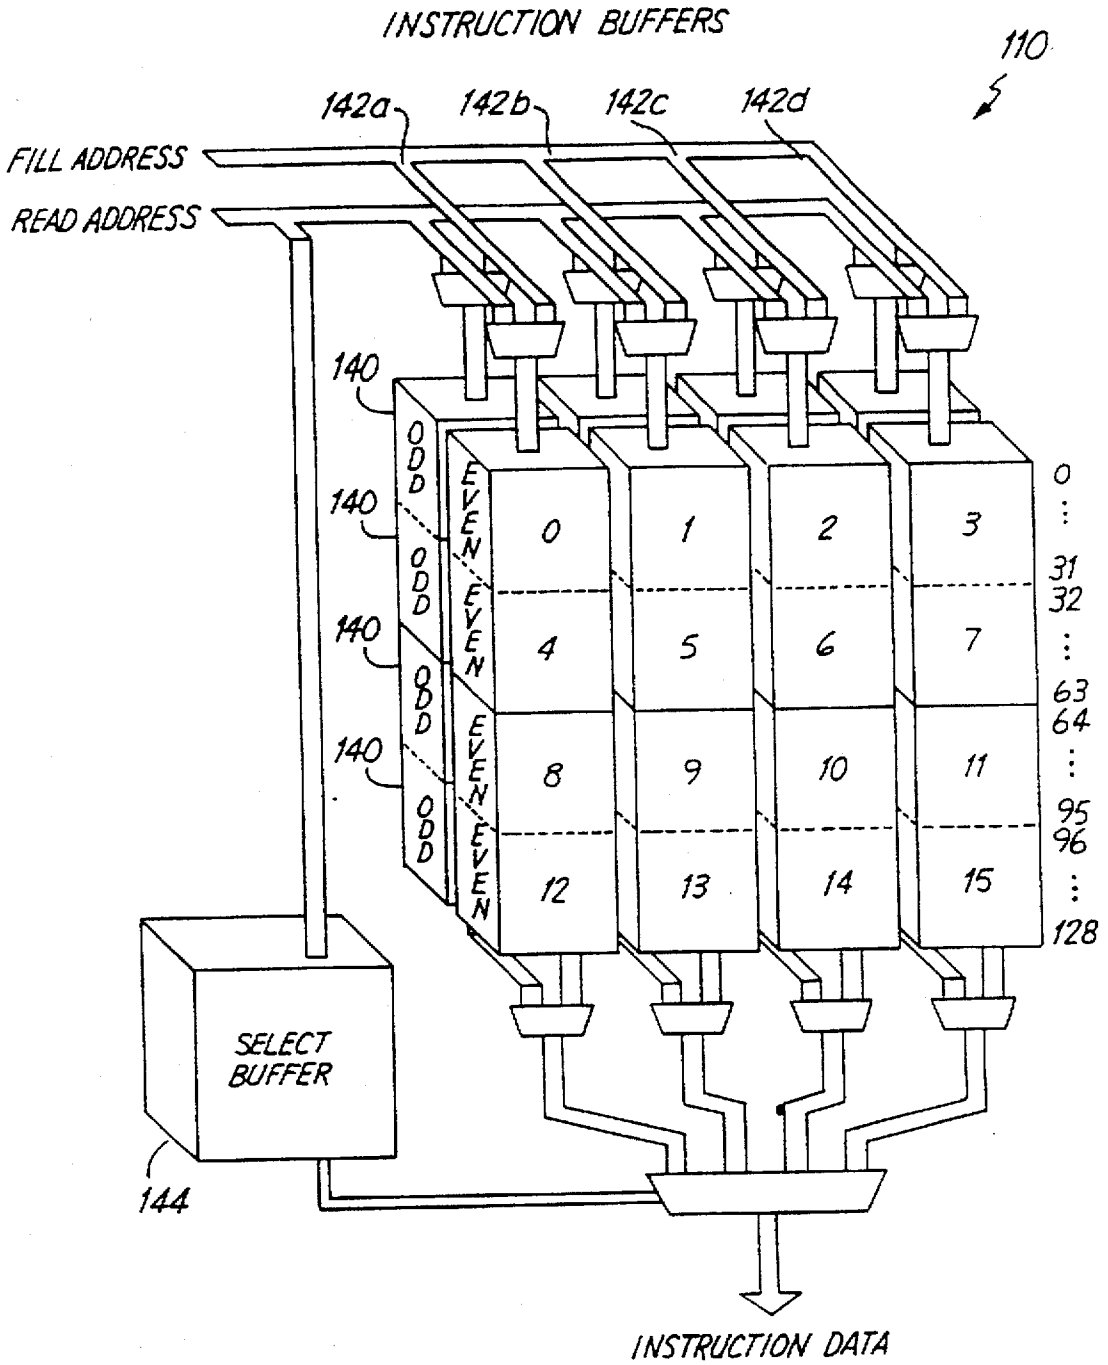 INSTRUCTION BUFFERS
110
142a 142b 142c 142d
FILL ADDRESS
READ ADDRESS
140
140
140
140
ODD
ODD
ODD
ODD
EVEN
EVEN
EVEN
EVEN
0 1 2 3
4 5 6 7
8 9 10 11
12 13 14 15
0
⋮
31
32
⋮
63
64
⋮
95
96
⋮
128
SELECT
BUFFER
144
INSTRUCTION DATA